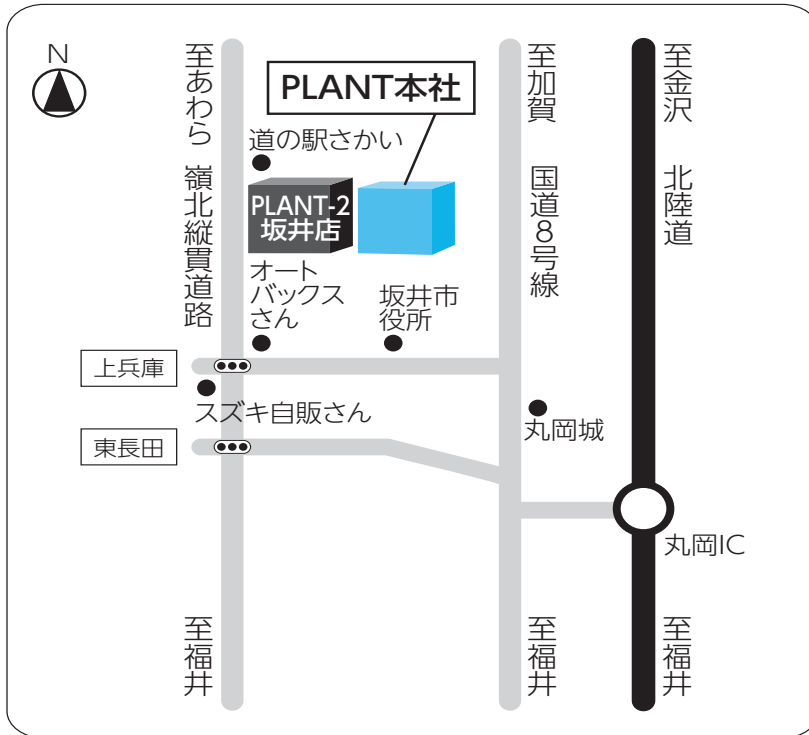 N
至あわら
嶺北縦貫道路
至福井
PLANT本社
道の駅さかい
PLANT-2
坂井店
オート
バックス
さん
坂井市
役所
上兵庫
スズキ自販さん
東長田
至加賀
国道8号線
丸岡城
至福井
至金沢
北陸道
丸岡IC
至福井